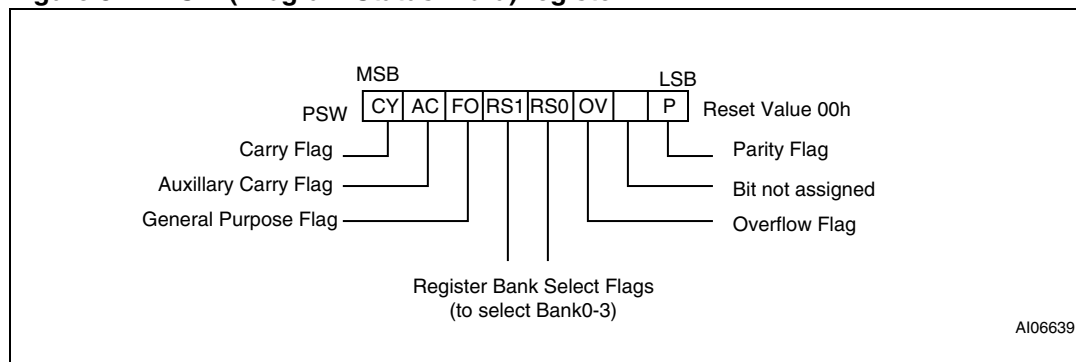 MSB LSB
PSW CY AC FO RS1 RS0 OV P Reset Value 00h
Carry Flag Parity Flag
Auxillary Carry Flag Bit not assigned
General Purpose Flag Overflow Flag
Register Bank Select Flags
(to select Bank0-3)
AI06639